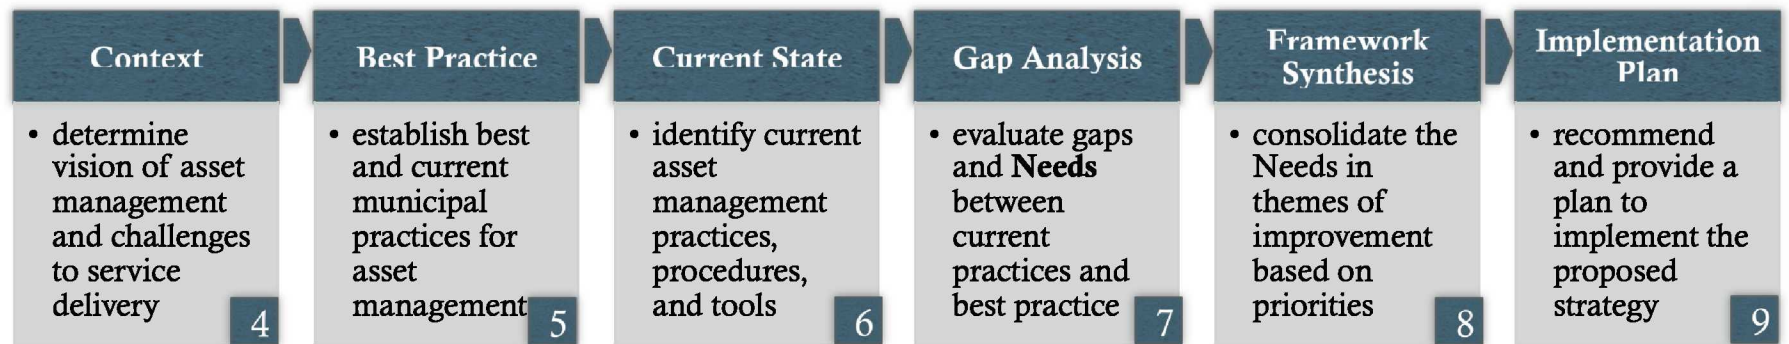 Context
• determine
vision of asset
management
and challenges
to service
delivery
4
Best Practice
• establish best
and current
municipal
practices for
asset
management
5
Current State
• identify current
asset
management
practices,
procedures,
and tools
6
Gap Analysis
• evaluate gaps
and Needs
between
current
practices and
best practice
7
Framework
Synthesis
• consolidate the
Needs in
themes of
improvement
based on
priorities
8
Implementation
Plan
• recommend
and provide a
plan to
implement the
proposed
strategy
9